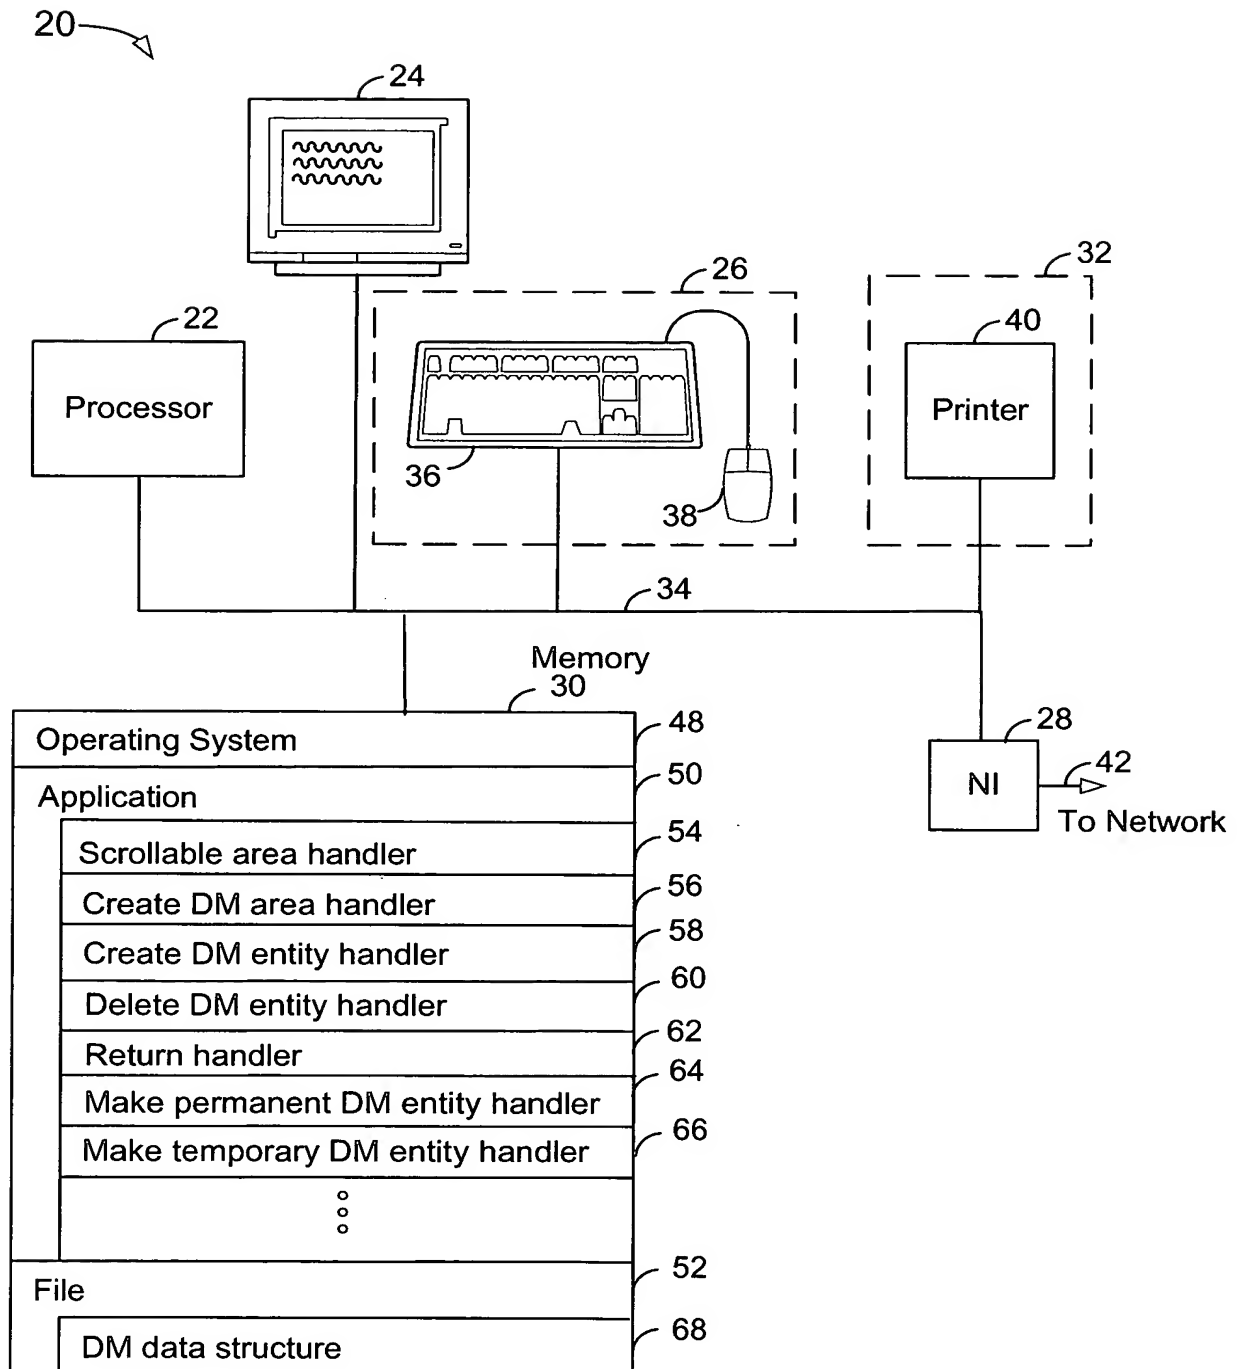 20
24
26
32
22
40
Processor
Printer
36
38
34
Memory
30
Operating System
48
28
50
42
Application
NI
To Network
54
Scrollable area handler
56
Create DM area handler
58
Create DM entity handler
60
Delete DM entity handler
62
Return handler
64
Make permanent DM entity handler
66
Make temporary DM entity handler
52
File
68
DM data structure